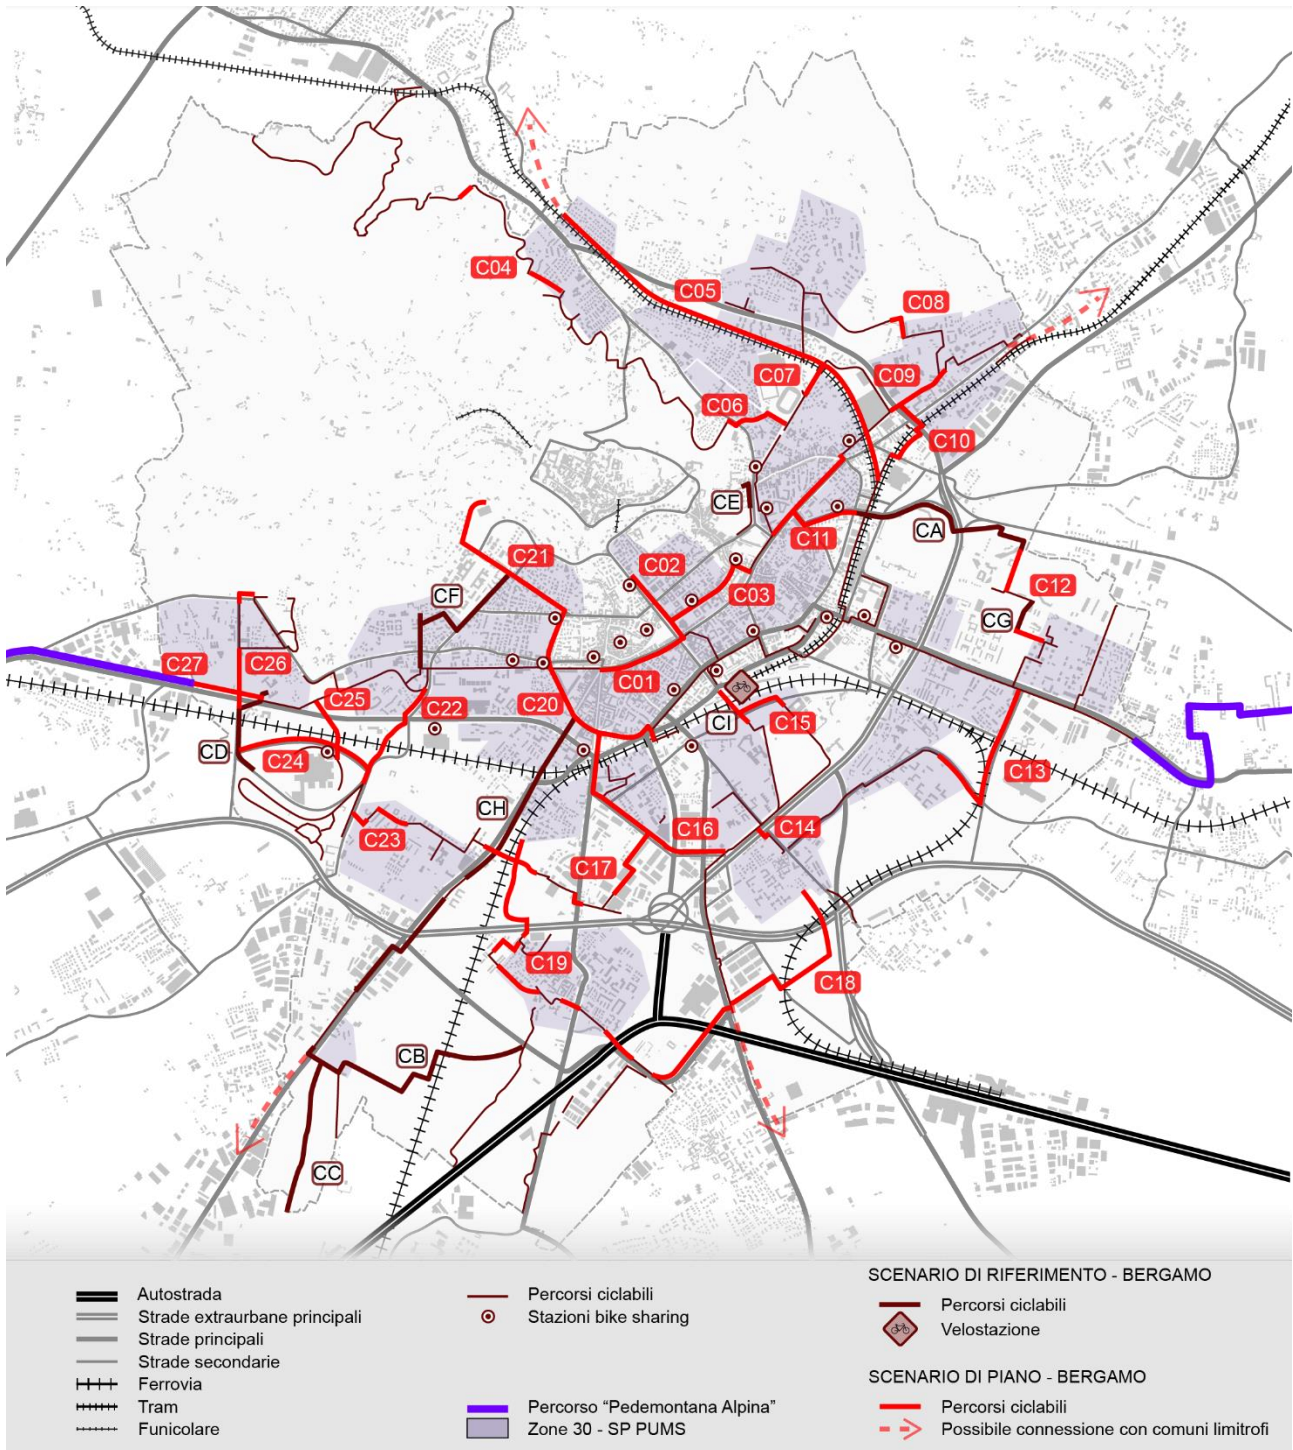 C04
C05
C08
C07
C09
C06
C10
CE
C11
CA
C21
C02
C12
CF
C03
CG
C27
C26
C25
C01
C20
C22
CI
C15
CD
C24
C13
CH
C23
C16
C14
C17
C19
C18
CB
CC
Autostrada
Strade extraurbane principali
Strade principali
Strade secondarie
Ferrovia
Tram
Funicolare
Percorsi ciclabili
Stazioni bike sharing
Percorso “Pedemontana Alpina”
Zone 30 - SP PUMS
SCENARIO DI RIFERIMENTO - BERGAMO
Percorsi ciclabili
Velostazione
SCENARIO DI PIANO - BERGAMO
Percorsi ciclabili
Possibile connessione con comuni limitrofi